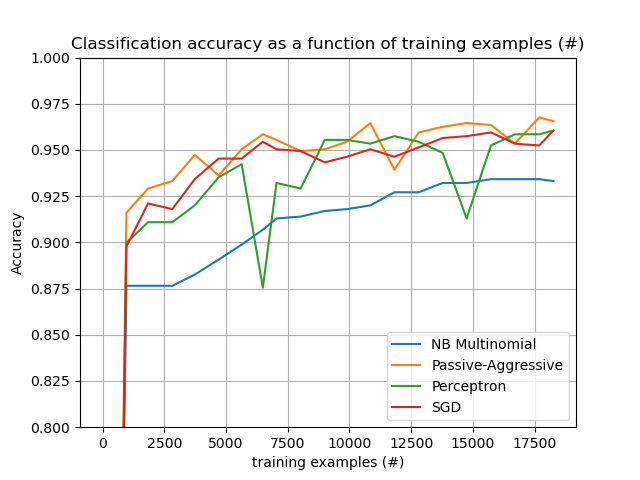 Classification accuracy as a function of training examples (#)
1.000
0.975
0.950
0.925
0.900
0.875
0.850
0.825
0.800
Accuracy
NB Multinomial
Passive-Aggressive
Perceptron
SGD
0 2500 5000 7500 10000 12500 15000 17500
training examples (#)